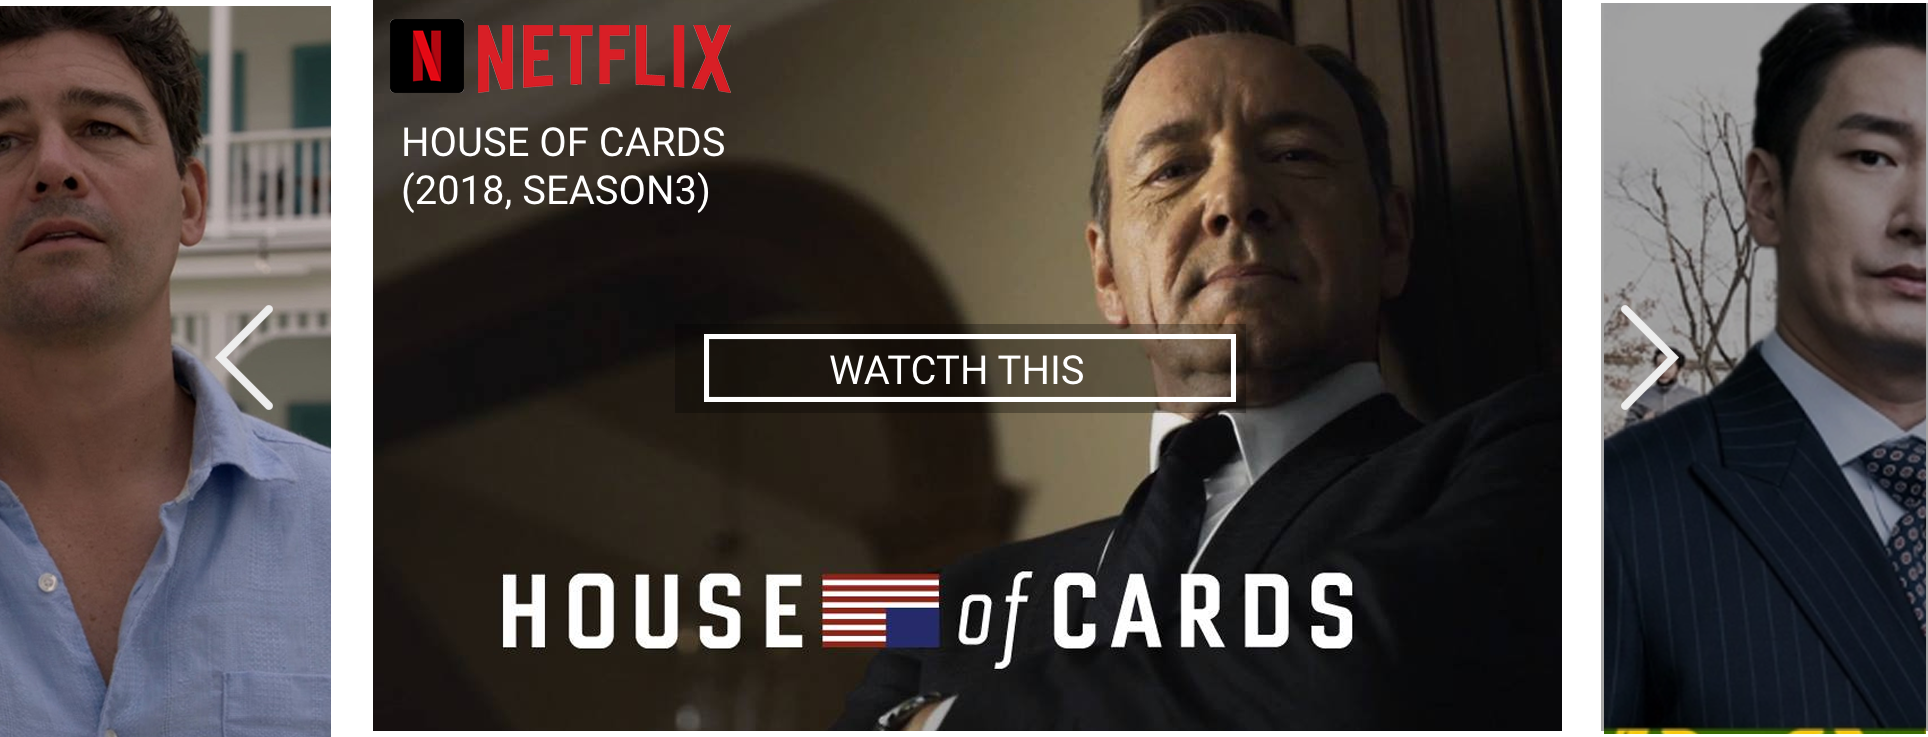 N NETFLIX
HOUSE OF CARDS
(2018, SEASON3)
WATCTH THIS
HOUSE of CARDS